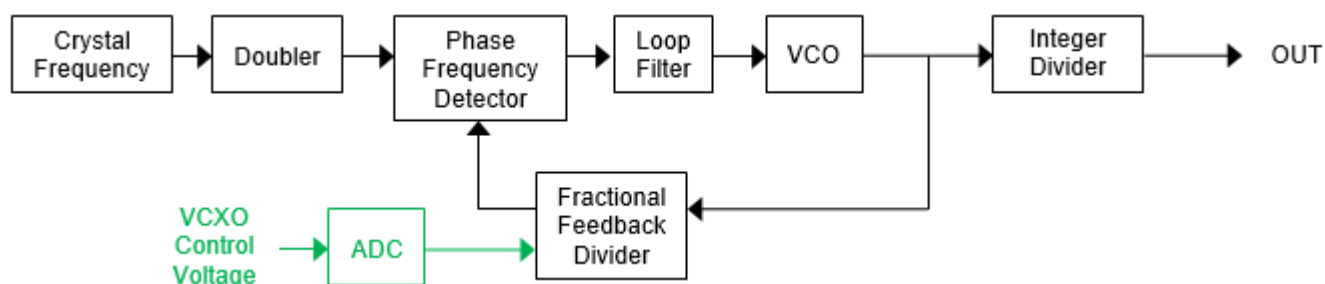 Crystal
Frequency
Doubler
Phase
Frequency
Detector
Loop
Filter
VCO
Integer
Divider
OUT
VCXO
Control
Voltage
ADC
Fractional
Feedback
Divider